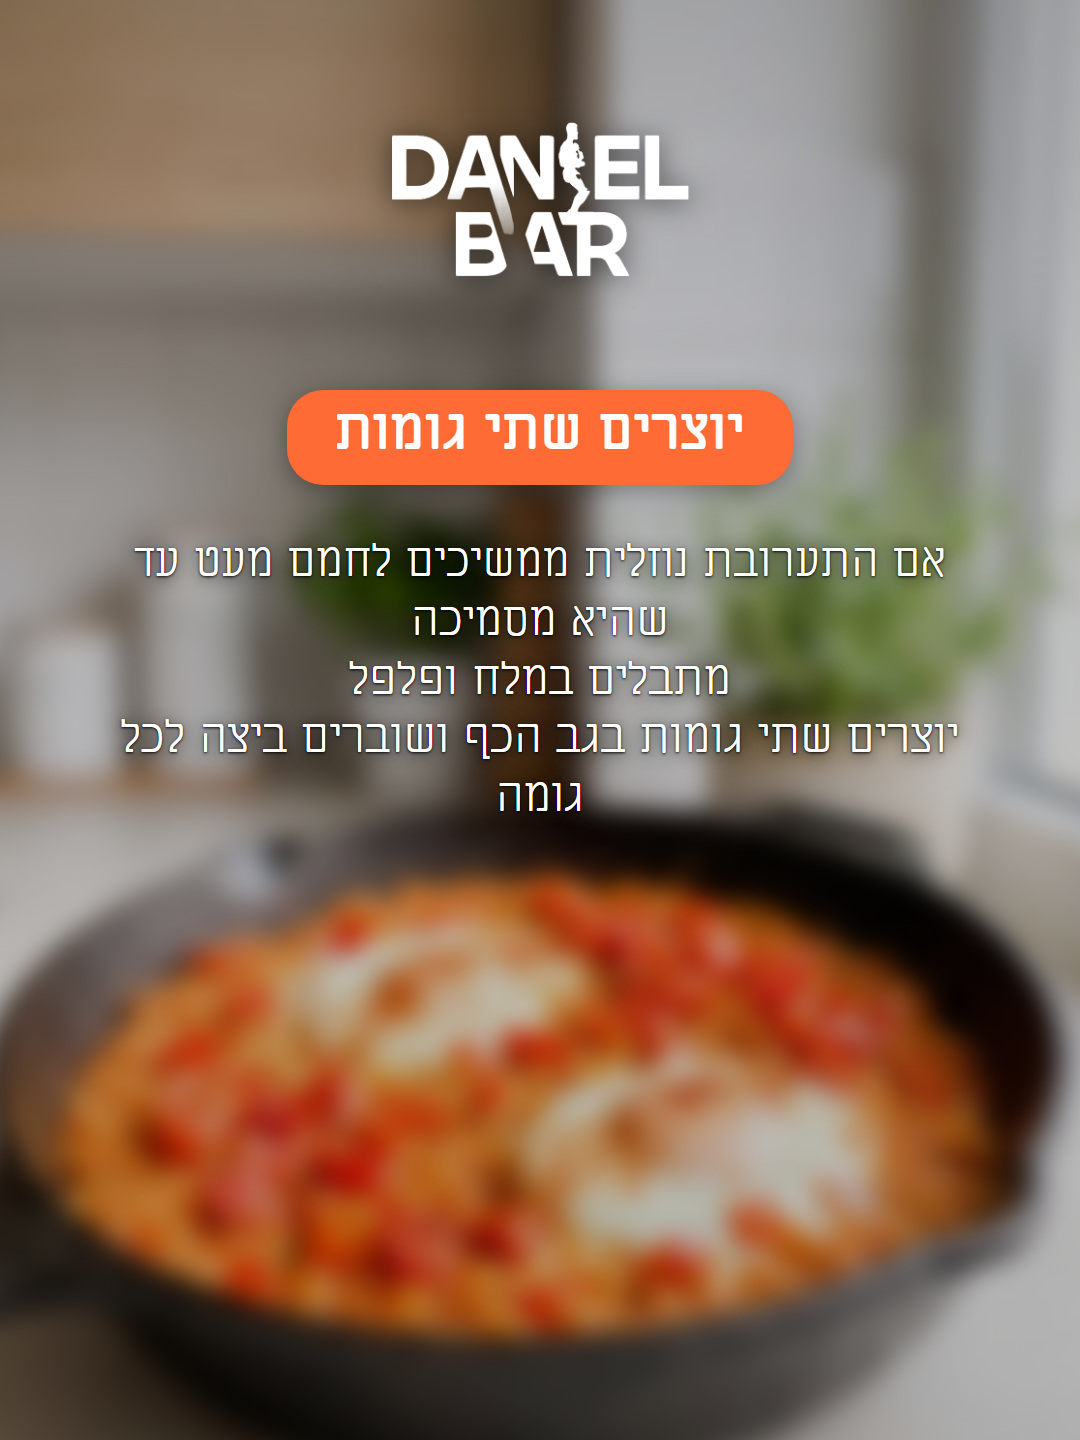 DANIEL
BAR
יוצרים שתי גומות
אם התערובת נוזלית ממשיכים לחמם מעט עד
שהיא מסמיכה
מתבלים במלח ופלפל
יוצרים שתי גומות בגב הכף ושוברים ביצה לכל
גומה